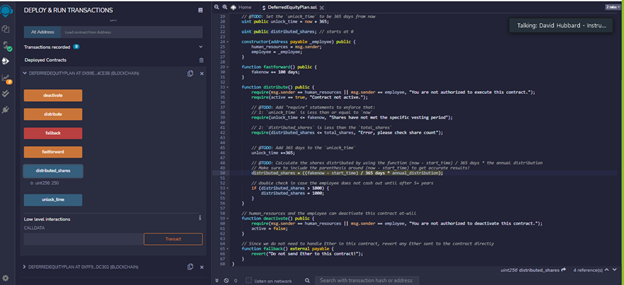 DEPLOY & RUN TRANSACTIONS
At Address
Load contract from Address
Transactions recorded
Deployed Contracts
DEFERREDEQUITYPLAN AT
(BLOCKCHAIN)
deactivate
distribute
fallback
fastforward
distributed_shares
0: uint256: 250
unlock_time
Low level interactions
CALLDATA
Transact
DEFERREDEQUITYPLAN AT
(BLOCKCHAIN)
Home
DeferredEquityPlan.sol
2 tabs
Talking: David Hubbard - Instru...
// @TODO: Set the `unlock_time` to be 365 days from now
uint public unlock_time = now + 365;
uint public distributed_shares; // starts at 0
constructor(address payable _employee) public {
human_resources = msg.sender;
employee = _employee;
}
function fastforward() public {
fakenow += 100 days;
}
function distribute() public {
require(msg.sender == human_resources || msg.sender == employee, "You are not authorized to execute this contract.");
require(active == true, "Contract not active.");
// @TODO: Add "require" statements to enforce that:
// 1: `unlock_time` is less than or equal to `now`
require(unlock_time <= fakenow, "Shares have not met the specific vesting period");
// 2: `distributed_shares` is less than the `total_shares`
require(distributed_shares <= total_shares, "Error, please check share count");
// @TODO: Add 365 days to the `unlock_time`
unlock_time +=365;
// @TODO: Calculate the shares distributed by using the function (now - start_time) / 365 days * the annual distribution
// Make sure to include the parenthesis around (now - start_time) to get accurate results!
distributed_shares = ((fakenow - start_time) / 365 days * annual_distribution);
// double check in case the employee does not cash out until after 5+ years
if (distributed_shares > 1000) {
distributed_shares = 1000;
}
}
// human_resources and the employee can deactivate this contract at-will
function deactivate() public {
require(msg.sender == human_resources || msg.sender == employee, "You are not authorized to deactivate this contract.");
active = false;
}
// Since we do not need to handle Ether in this contract, revert any Ether sent to the contract directly
function fallback() external payable {
revert("Do not send Ether to this contract!");
}
}
uint256 distributed_shares
4 reference(s)
0
listen on network
Search with transaction hash or address